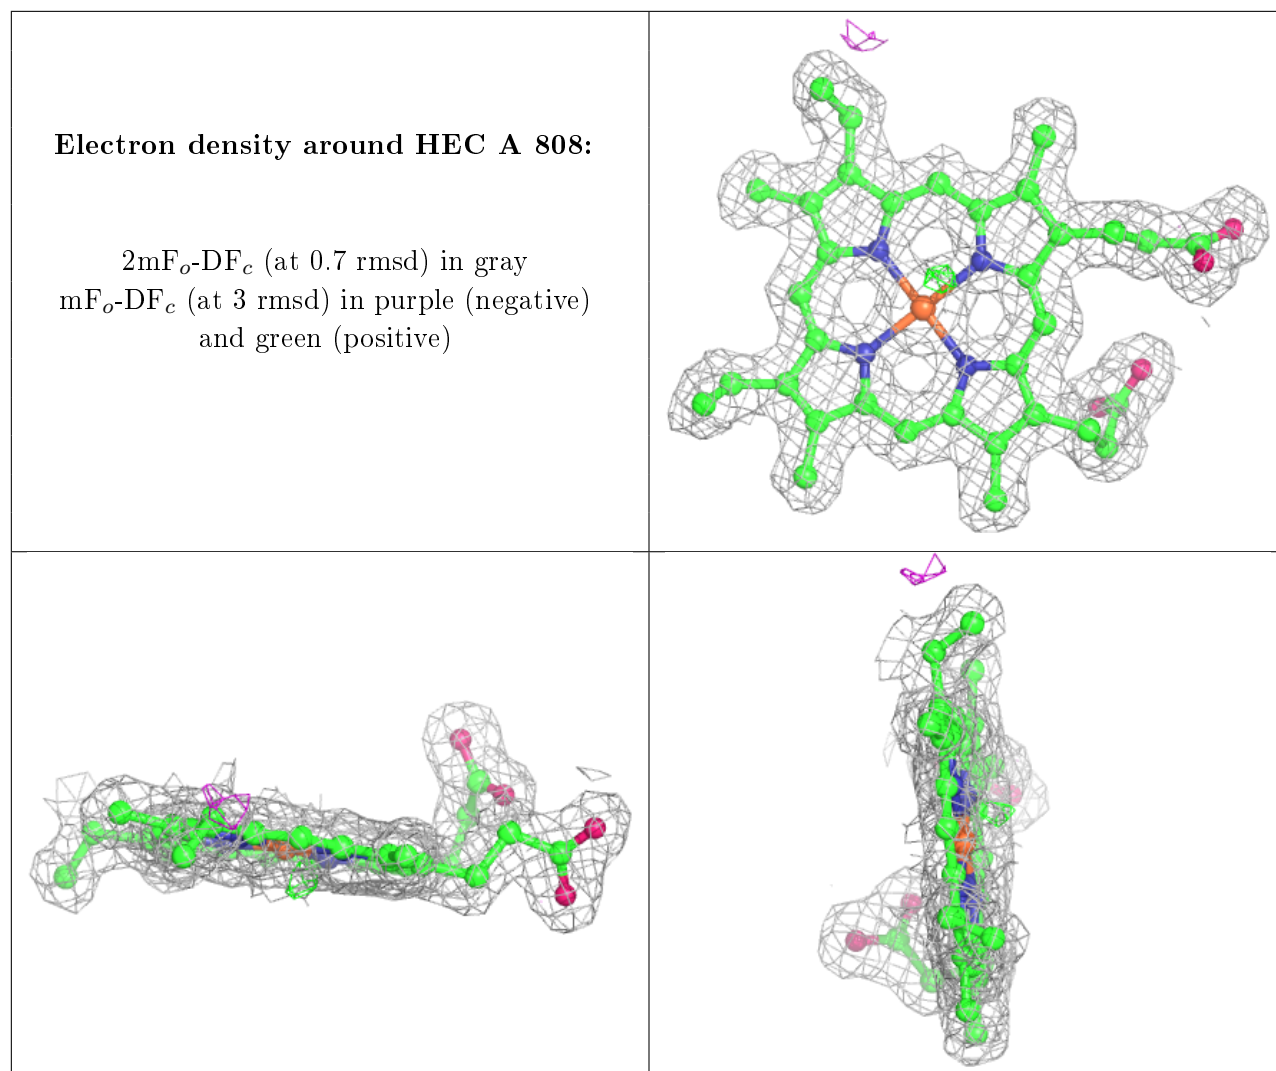 Electron density around HEC A 808:
2mFo-DFc (at 0.7 rmsd) in gray
mFo-DFc (at 3 rmsd) in purple (negative)
and green (positive)